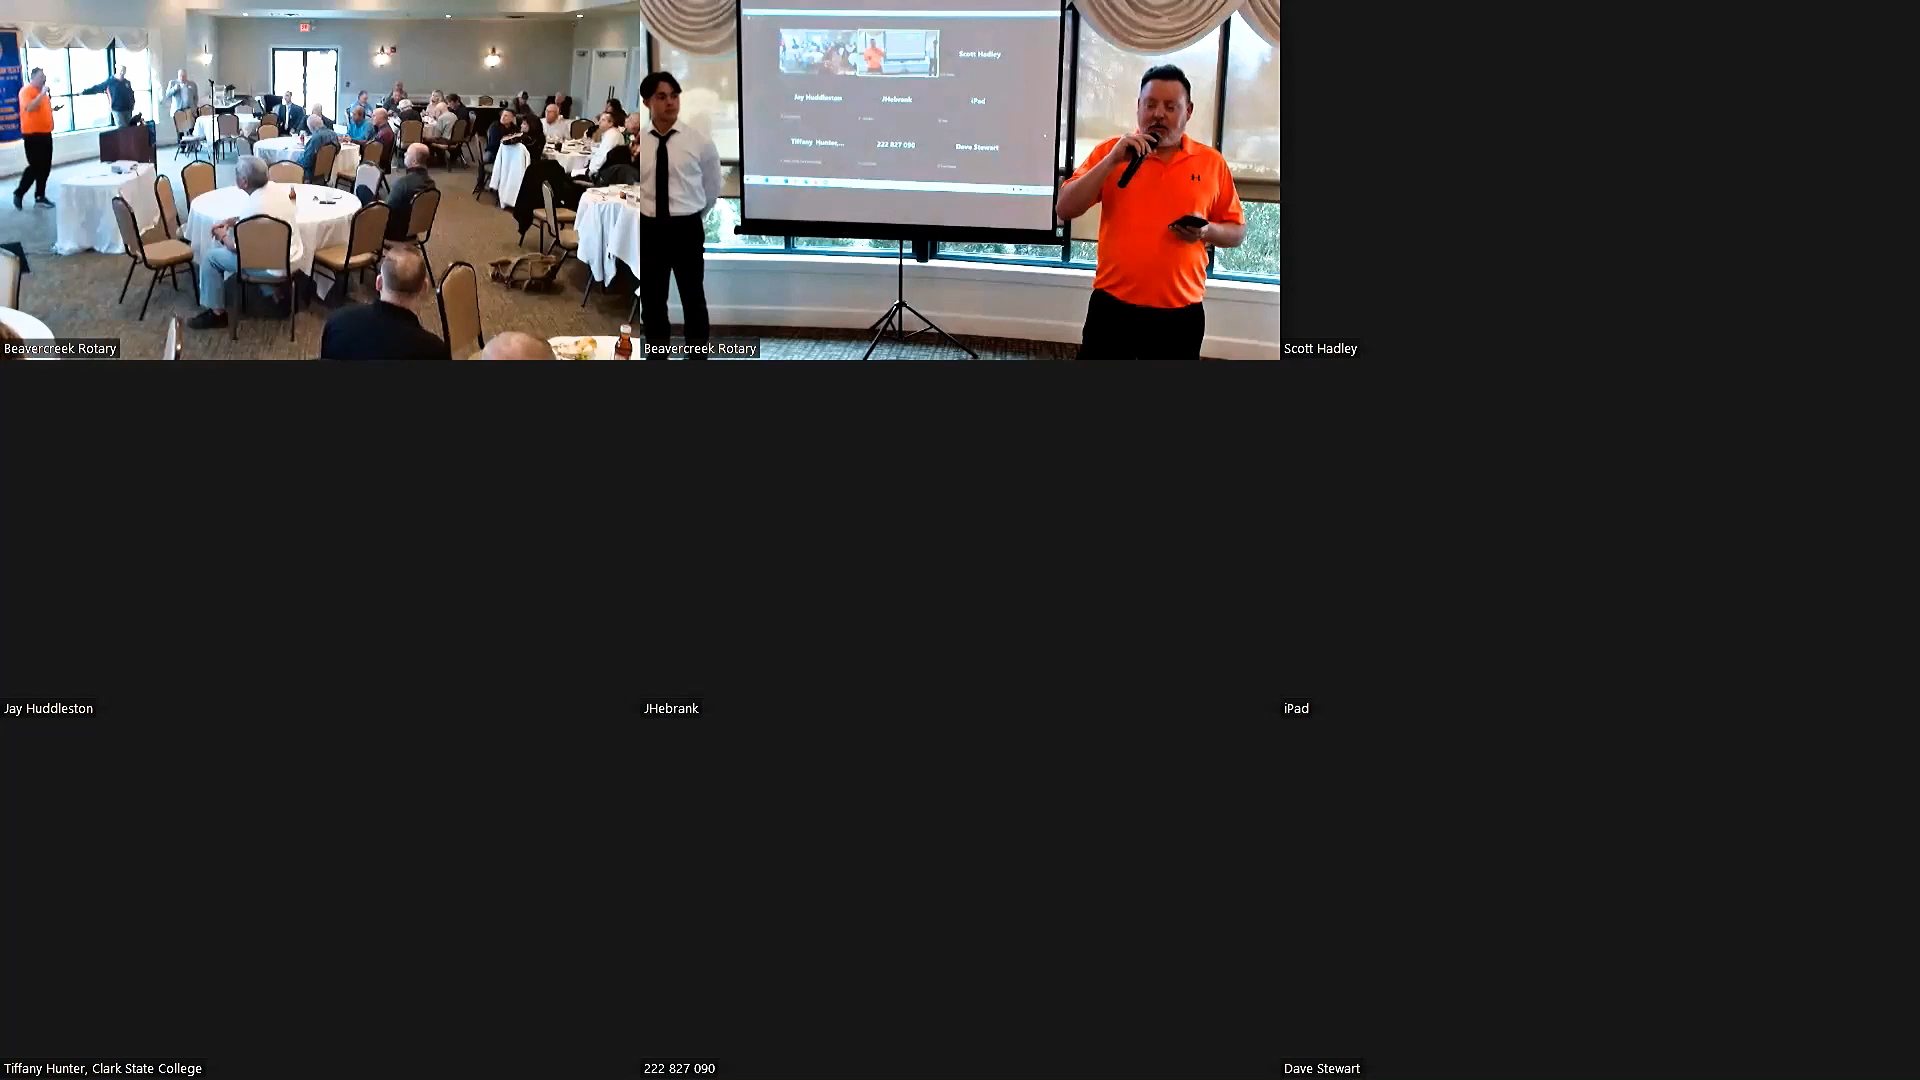 Scott Hadley
Jay Huddleston
JHebrank
iPad
Tiffany Hunter,...
222 827 090
Dave Stewart
Beavercreek Rotary
Beavercreek Rotary
Scott Hadley
Jay Huddleston
JHebrank
iPad
Tiffany Hunter, Clark State College
222 827 090
Dave Stewart